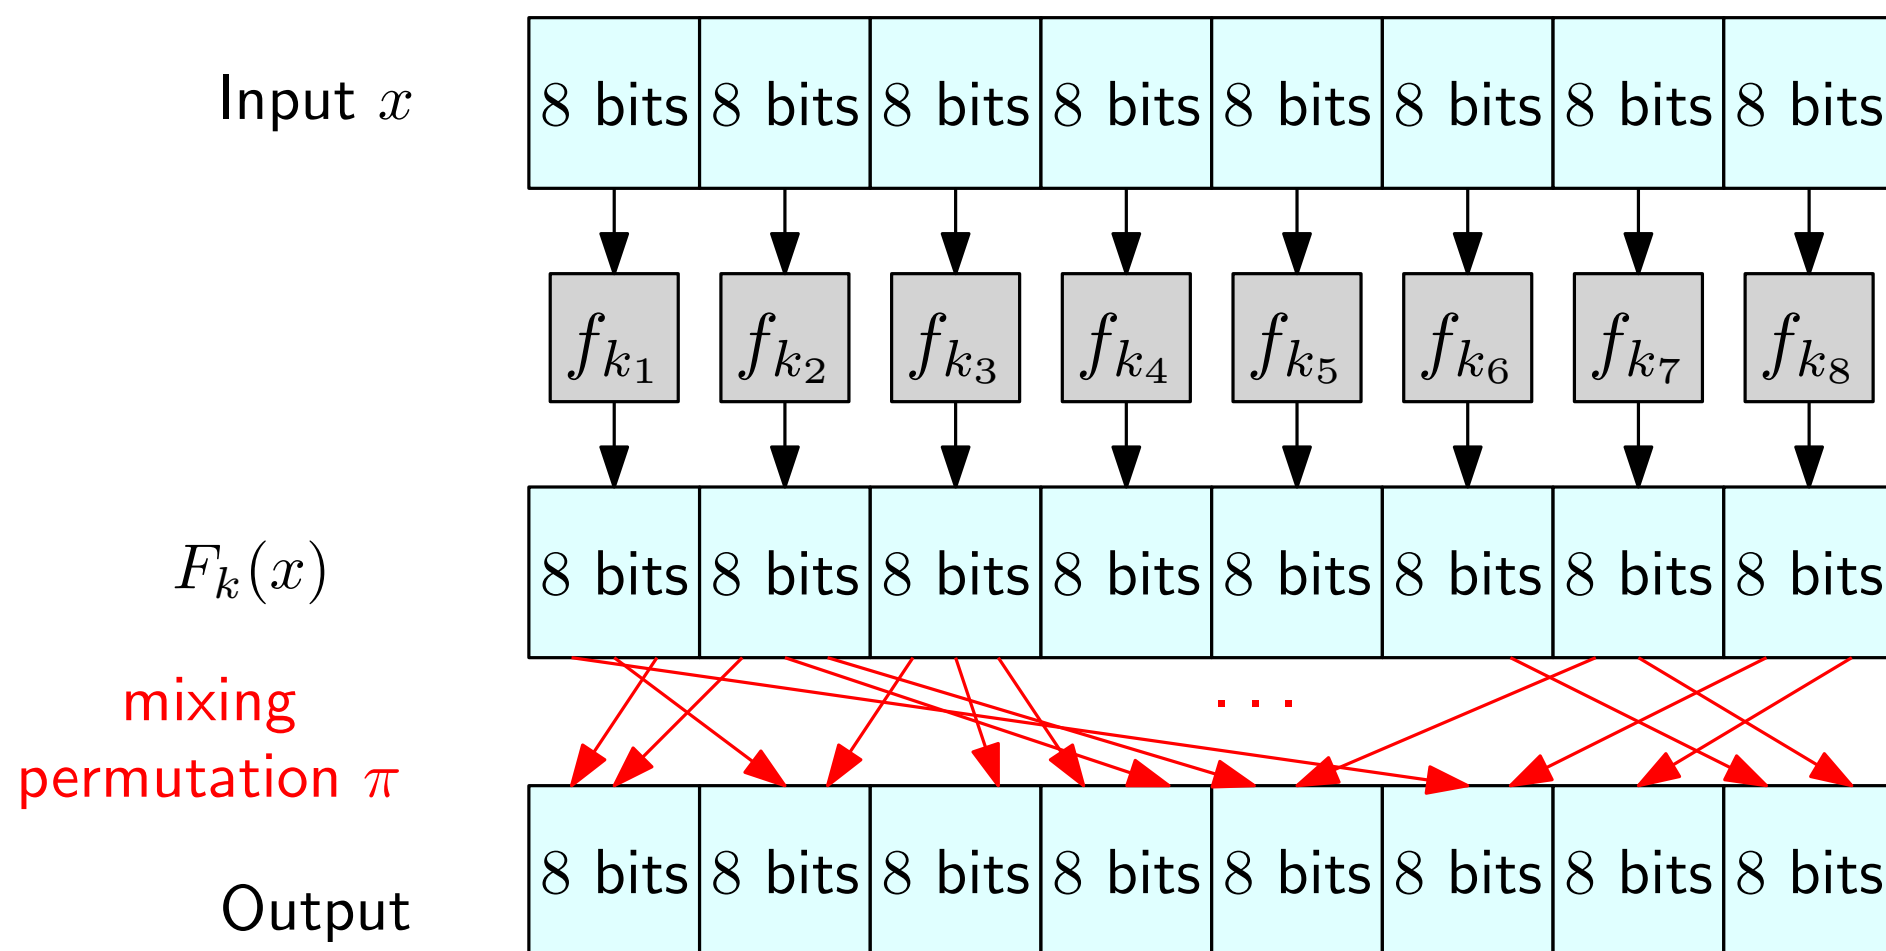 Input x 8 bits 8 bits 8 bits 8 bits 8 bits 8 bits 8 bits 8 bits
f_{k_1} f_{k_2} f_{k_3} f_{k_4} f_{k_5} f_{k_6} f_{k_7} f_{k_8}
F_k(x) 8 bits 8 bits 8 bits 8 bits 8 bits 8 bits 8 bits 8 bits
mixing
...
permutation π
8 bits 8 bits 8 bits 8 bits 8 bits 8 bits 8 bits 8 bits
Output